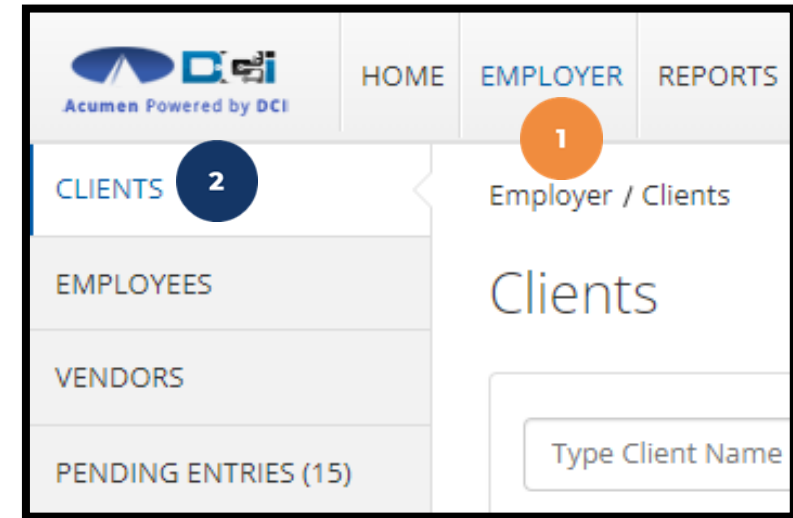 DCi
Acumen Powered by DCI
HOME EMPLOYER REPORTS
1
CLIENTS 2
Employer / Clients
EMPLOYEES
Clients
VENDORS
Type Client Name
PENDING ENTRIES (15)